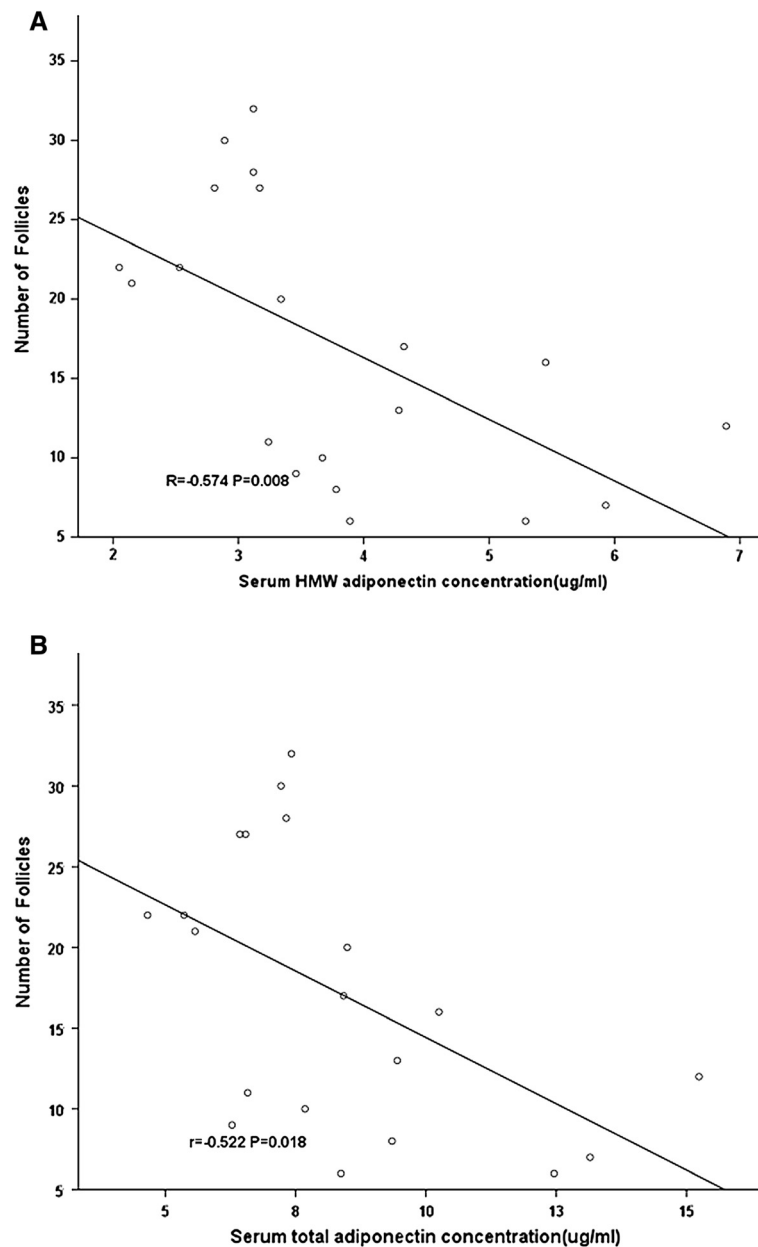 A
35
30
25
20
15
10
5
Number of Follicles
R=-0.574 P=0.008
2 3 4 5 6 7
Serum HMW adiponectin concentration(ug/ml)
B
35
30
25
20
15
10
5
Number of Follicles
r=-0.522 P=0.018
5 8 10 13 15
Serum total adiponectin concentration(ug/ml)